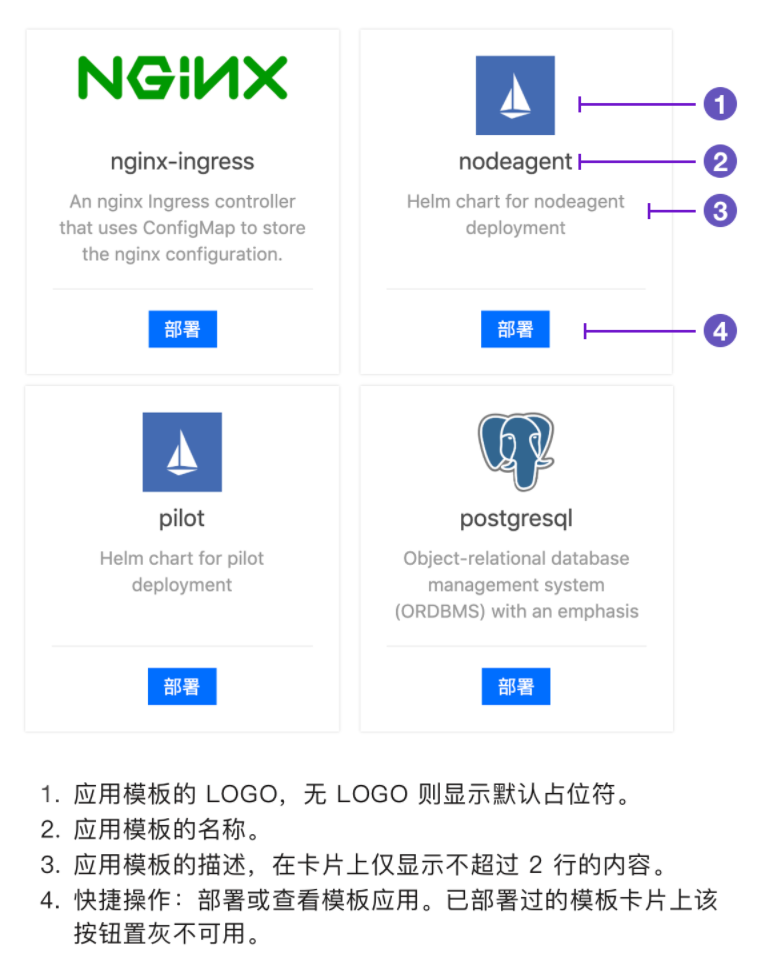 NGiNX
1
nginx-ingress
nodeagent
2
An nginx Ingress controller
that uses ConfigMap to store
the nginx configuration.
Helm chart for nodeagent
deployment
3
部署
部署
4
pilot
postgresql
Helm chart for pilot
deployment
Object-relational database
management system
(ORDBMS) with an emphasis
部署
部署
1. 应用模板的 LOGO，无 LOGO 则显示默认占位符。
2. 应用模板的名称。
3. 应用模板的描述，在卡片上仅显示不超过 2 行的内容。
4. 快捷操作：部署或查看模板应用。已部署过的模板卡片上该
按钮置灰不可用。